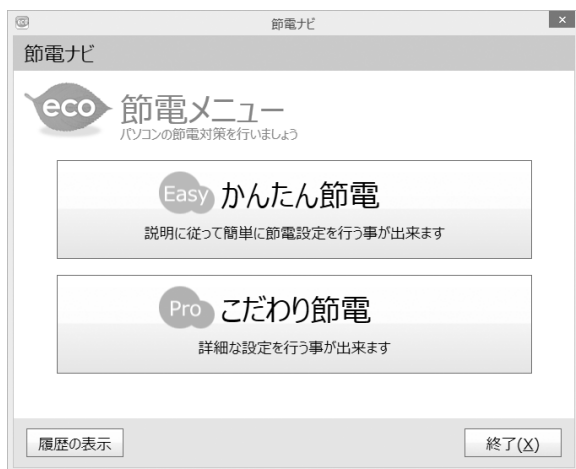 節電ナビ
節電ナビ
eco 節電メニュー
パソコンの節電対策を行いましょう
Easy かんたん節電
説明に従って簡単に節電設定を行う事が出来ます
Pro こだわり節電
詳細な設定を行う事が出来ます
履歴の表示 終了(X)